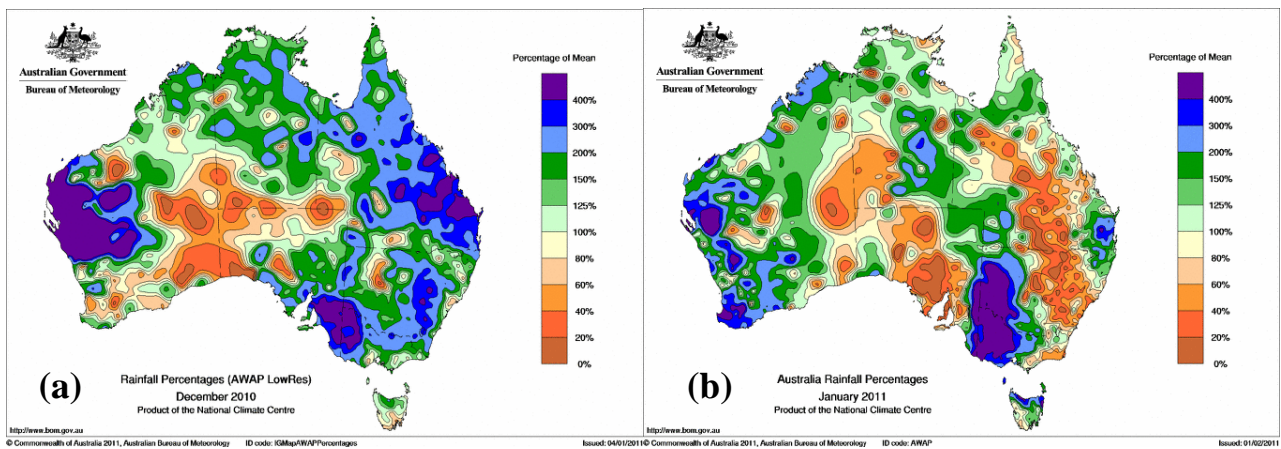 Australian Government
Bureau of Meteorology
Percentage of Mean
400%
300%
200%
150%
125%
100%
80%
60%
40%
20%
0%
(a)
Rainfall Percentages (AWAP LowRes)
December 2010
Product of the National Climate Centre
http://www.bom.gov.au
© Commonwealth of Australia 2011, Australian Bureau of Meteorology ID code: IGMapAWAPPercentages Issued: 04/01/2011
Australian Government
Bureau of Meteorology
Percentage of Mean
400%
300%
200%
150%
125%
100%
80%
60%
40%
20%
0%
(b)
Australia Rainfall Percentages
January 2011
Product of the National Climate Centre
http://www.bom.gov.au
© Commonwealth of Australia 2011, Australian Bureau of Meteorology ID code: AWAP Issued: 01/02/2011